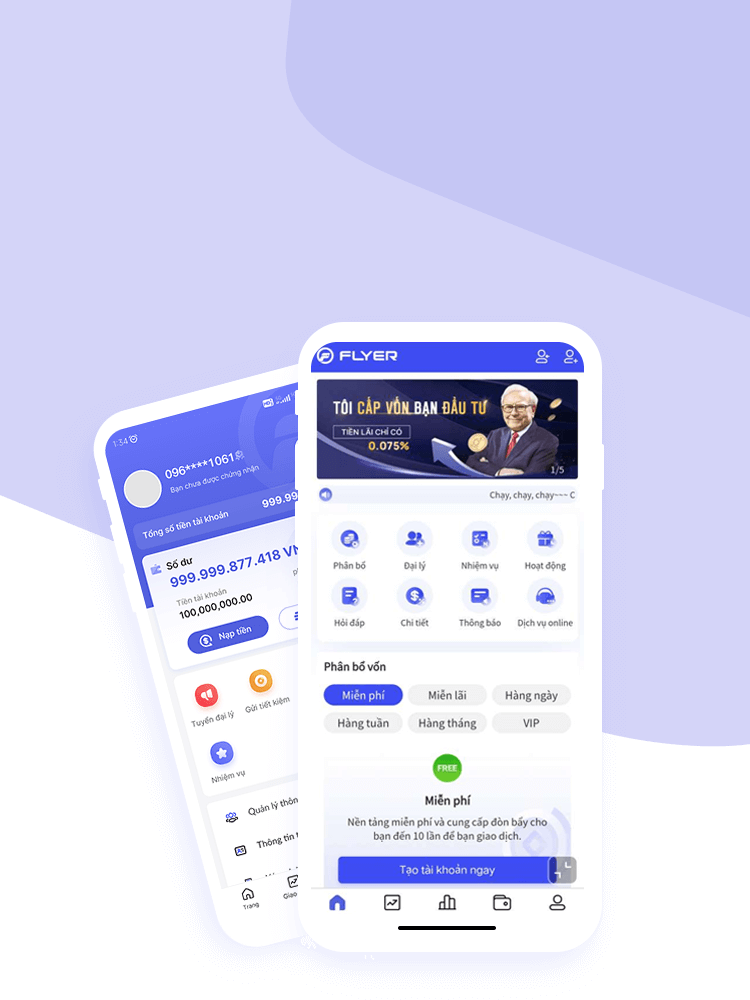 1:34
HD
096****1061
Bạn chưa được chứng nhận
Tổng số tiền tài khoản
999.99
Số dư
999.999.877.418 VN
Tiền tài khoản
100,000,000.00
Nạp tiền
Tuyển đại lý
Gửi tiết kiệm
Nhiệm vụ
Quản lý thôn
Thông tin
Trang
Giao
FLYER
TÔI CẤP VỐN BẠN ĐẦU TƯ
TIỀN LÃI CHỈ CÓ
0.075%
1/5
Chạy, chạy, chạy~~~ C
Phân bổ
Đại lý
Nhiệm vụ
Hoạt động
Hỏi đáp
Chi tiết
Thông báo
Dịch vụ online
Phân bổ vốn
Miễn phí
Miễn lãi
Hàng ngày
Hàng tuần
Hàng tháng
VIP
FREE
Miễn phí
Nền tảng miễn phí và cung cấp đòn bẩy cho
bạn đến 10 lần để bạn giao dịch.
Tạo tài khoản ngay